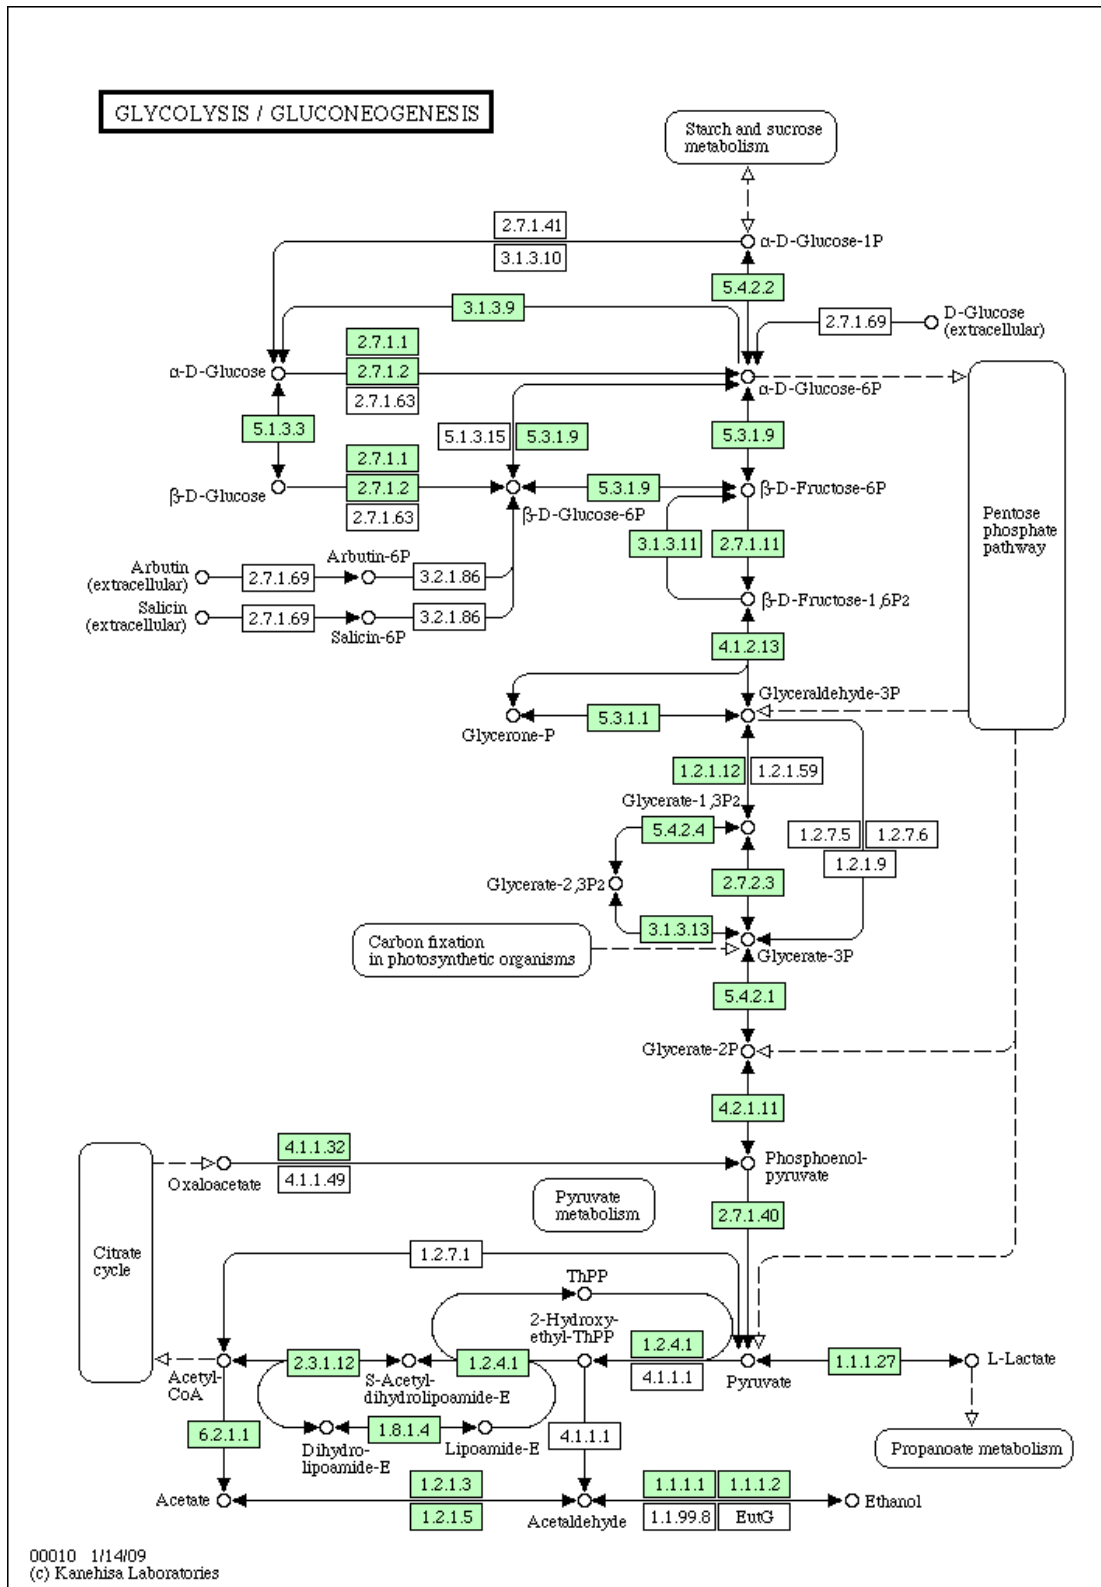 GLYCOLYSIS / GLUCONEOGENESIS
Starch and sucrose
metabolism
2.7.1.41
α-D-Glucose-1P
3.1.3.10
5.4.2.2
3.1.3.9
D-Glucose
(extracellular)
2.7.1.69
2.7.1.1
α-D-Glucose
2.7.1.2
2.7.1.63
α-D-Glucose-6P
5.1.3.3
5.1.3.15
5.3.1.9
5.3.1.9
2.7.1.1
β-D-Glucose
2.7.1.2
2.7.1.63
5.3.1.9
β-D-Glucose-6P
β-D-Fructose-6P
Pentose
phosphate
pathway
3.1.3.11
2.7.1.11
Arbutin
(extracellular)
2.7.1.69
Arbutin-6P
3.2.1.86
β-D-Fructose-1,6P2
Salicin
(extracellular)
2.7.1.69
Salicin-6P
3.2.1.86
4.1.2.13
Glyceraldehyde-3P
5.3.1.1
Glycerone-P
1.2.1.12
1.2.1.59
Glycerate-1,3P2
5.4.2.4
1.2.7.5
1.2.7.6
1.2.1.9
Glycerate-2,3P2
2.7.2.3
3.1.3.13
Carbon fixation
in photosynthetic organisms
Glycerate-3P
5.4.2.1
Glycerate-2P
4.2.1.11
4.1.1.32
Oxaloacetate
4.1.1.49
Phosphoenol-
pyruvate
Pyruvate
metabolism
2.7.1.40
Citrate
cycle
1.2.7.1
ThPP
2-Hydroxy-
ethyl-ThPP
1.2.4.1
2.3.1.12
1.2.4.1
4.1.1.1
1.1.1.27
L-Lactate
Acetyl-
CoA
S-Acetyl-
dihydrolipoamide-E
Pyruvate
6.2.1.1
1.8.1.4
Dihydro-
lipoamide-E
Lipoamide-E
4.1.1.1
Propanoate metabolism
1.2.1.3
1.1.1.1
1.1.1.2
Acetate
1.2.1.5
Acetaldehyde
1.1.99.8
EutG
Ethanol
00010 1/14/09
(c) Kanehisa Laboratories